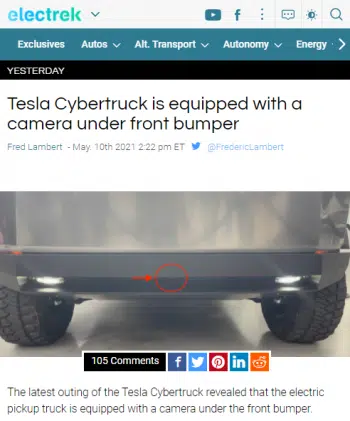 electrek
Exclusives Autos Alt. Transport Autonomy Energy
YESTERDAY
Tesla Cybertruck is equipped with a
camera under front bumper
Fred Lambert - May. 10th 2021 2:22 pm ET @FredericLambert
105 Comments
The latest outing of the Tesla Cybertruck revealed that the electric
pickup truck is equipped with a camera under the front bumper.